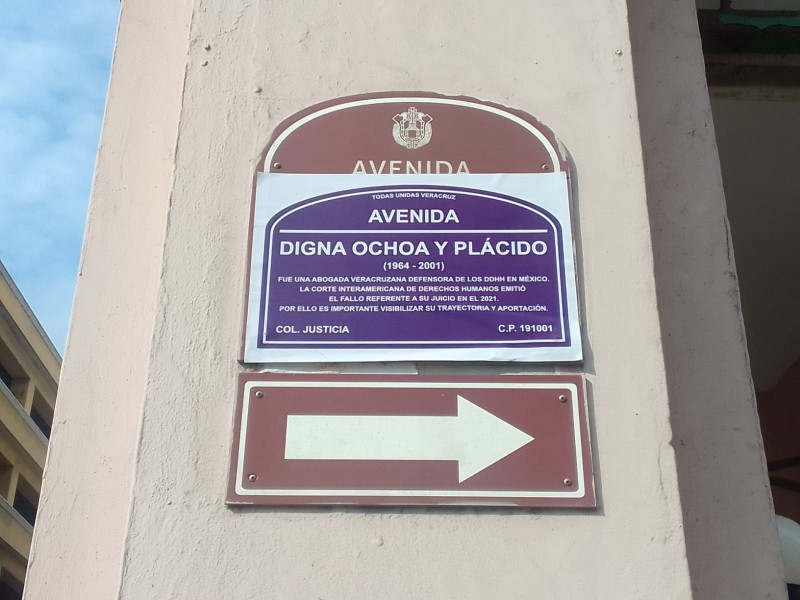 AVENIDA
TODAS UNIDAS VERACRUZ
AVENIDA
DIGNA OCHOA Y PLÁCIDO
(1964 - 2001)
FUE UNA ABOGADA VERACRUZANA DEFENSORA DE LOS DDHH EN MÉXICO.
LA CORTE INTERAMERICANA DE DERECHOS HUMANOS EMITIÓ
EL FALLO REFERENTE A SU JUICIO EN EL 2021.
POR ELLO ES IMPORTANTE VISIBILIZAR SU TRAYECTORIA Y APORTACIÓN.
COL. JUSTICIA C.P. 191001